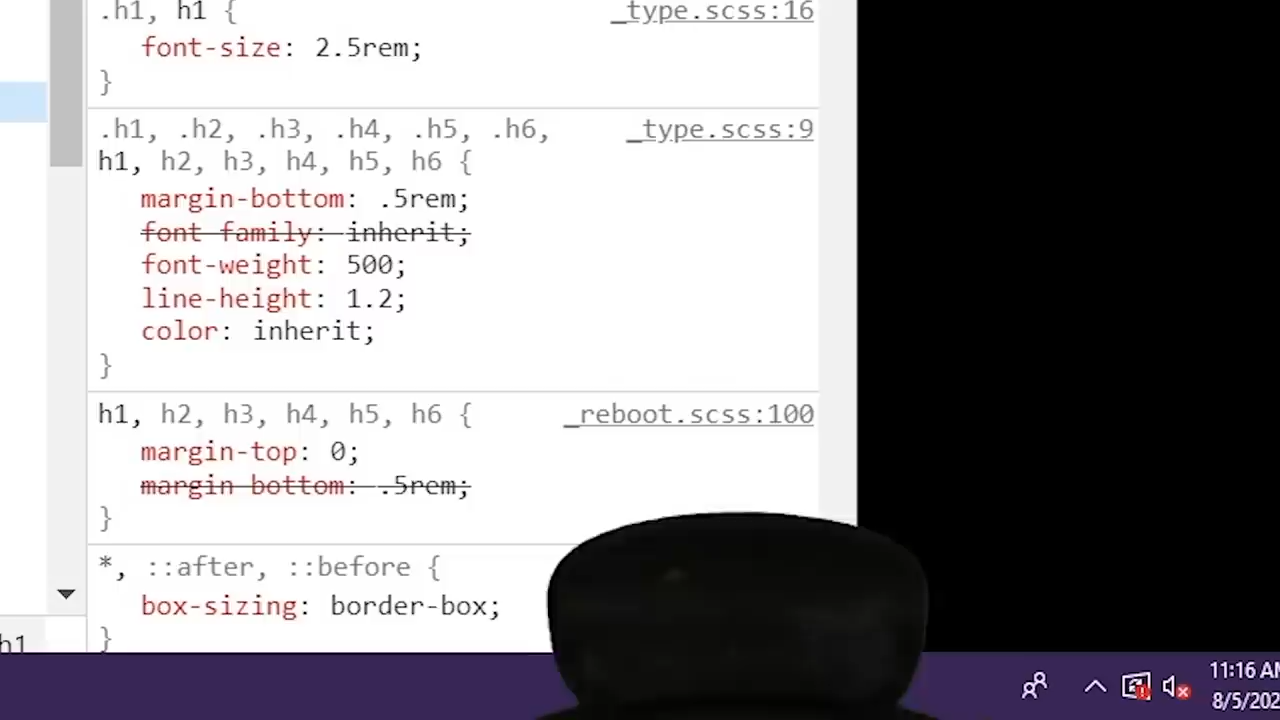 .h1, h1 { _type.scss:16
font-size: 2.5rem;
}
.h1, .h2, .h3, .h4, .h5, .h6, _type.scss:9
h1, h2, h3, h4, h5, h6 {
margin-bottom: .5rem;
font-family: inherit;
font-weight: 500;
line-height: 1.2;
color: inherit;
}
h1, h2, h3, h4, h5, h6 { _reboot.scss:100
margin-top: 0;
margin-bottom: .5rem;
}
*, ::after, ::before {
box-sizing: border-box;
}
h1
11:16 AM
8/5/202